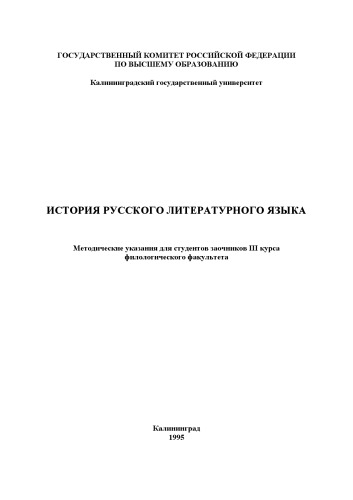 ГОСУДАРСТВЕННЫЙ КОМИТЕТ РОССИЙСКОЙ ФЕДЕРАЦИИ
ПО ВЫСШЕМУ ОБРАЗОВАНИЮ
Калининградский государственный университет
ИСТОРИЯ РУССКОГО ЛИТЕРАТУРНОГО ЯЗЫКА
Методические указания для студентов заочников III курса
филологического факультета
Калининград
1995